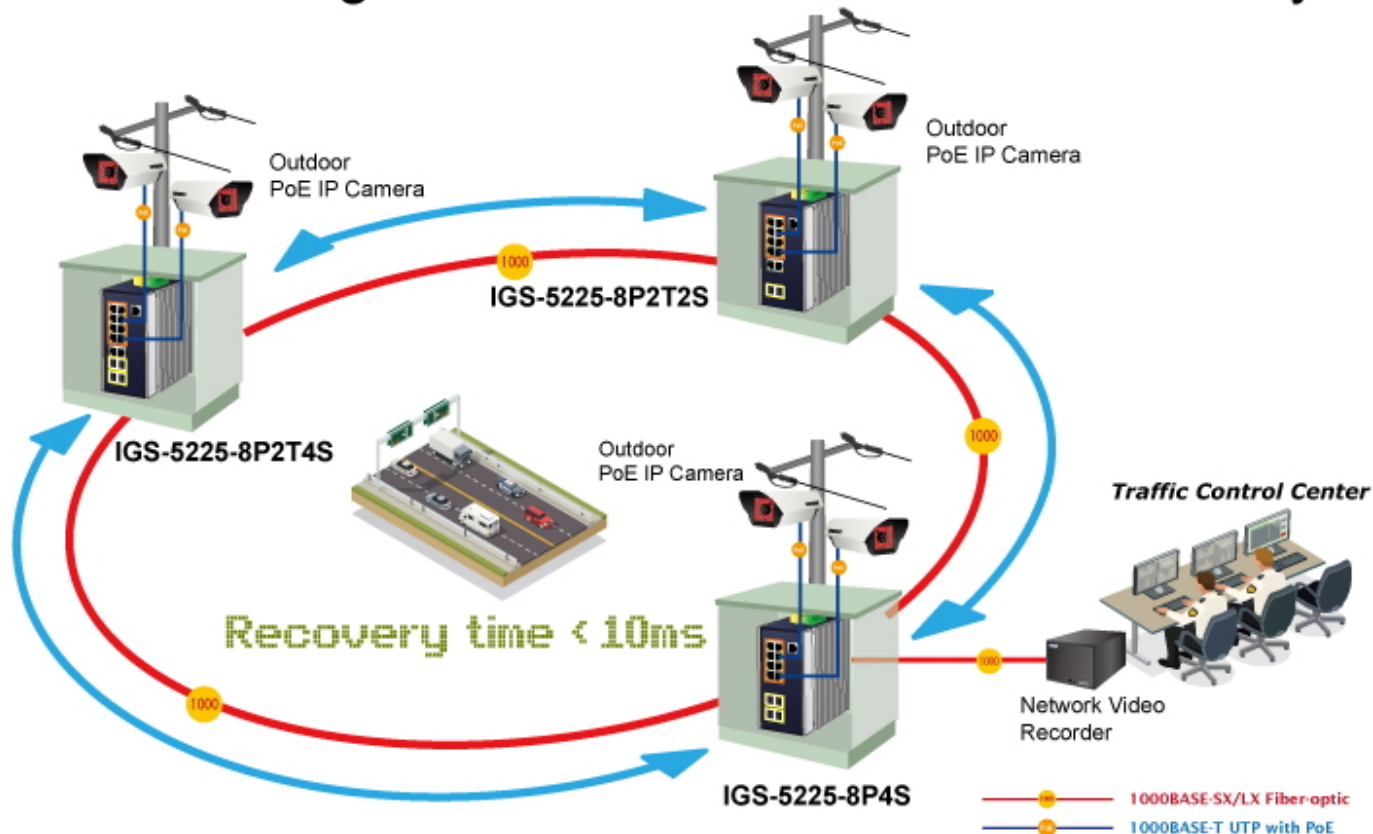 Outdoor
PoE IP Camera
Outdoor
PoE IP Camera
1000
IGS-5225-8P2T2S
IGS-5225-8P2T4S
1000
Outdoor
PoE IP Camera
Traffic Control Center
Recovery time < 10ms
1000
1000
Network Video
Recorder
IGS-5225-8P4S
1000BASE-SX/LX Fiber-optic
PoE
1000BASE-T UTP with PoE